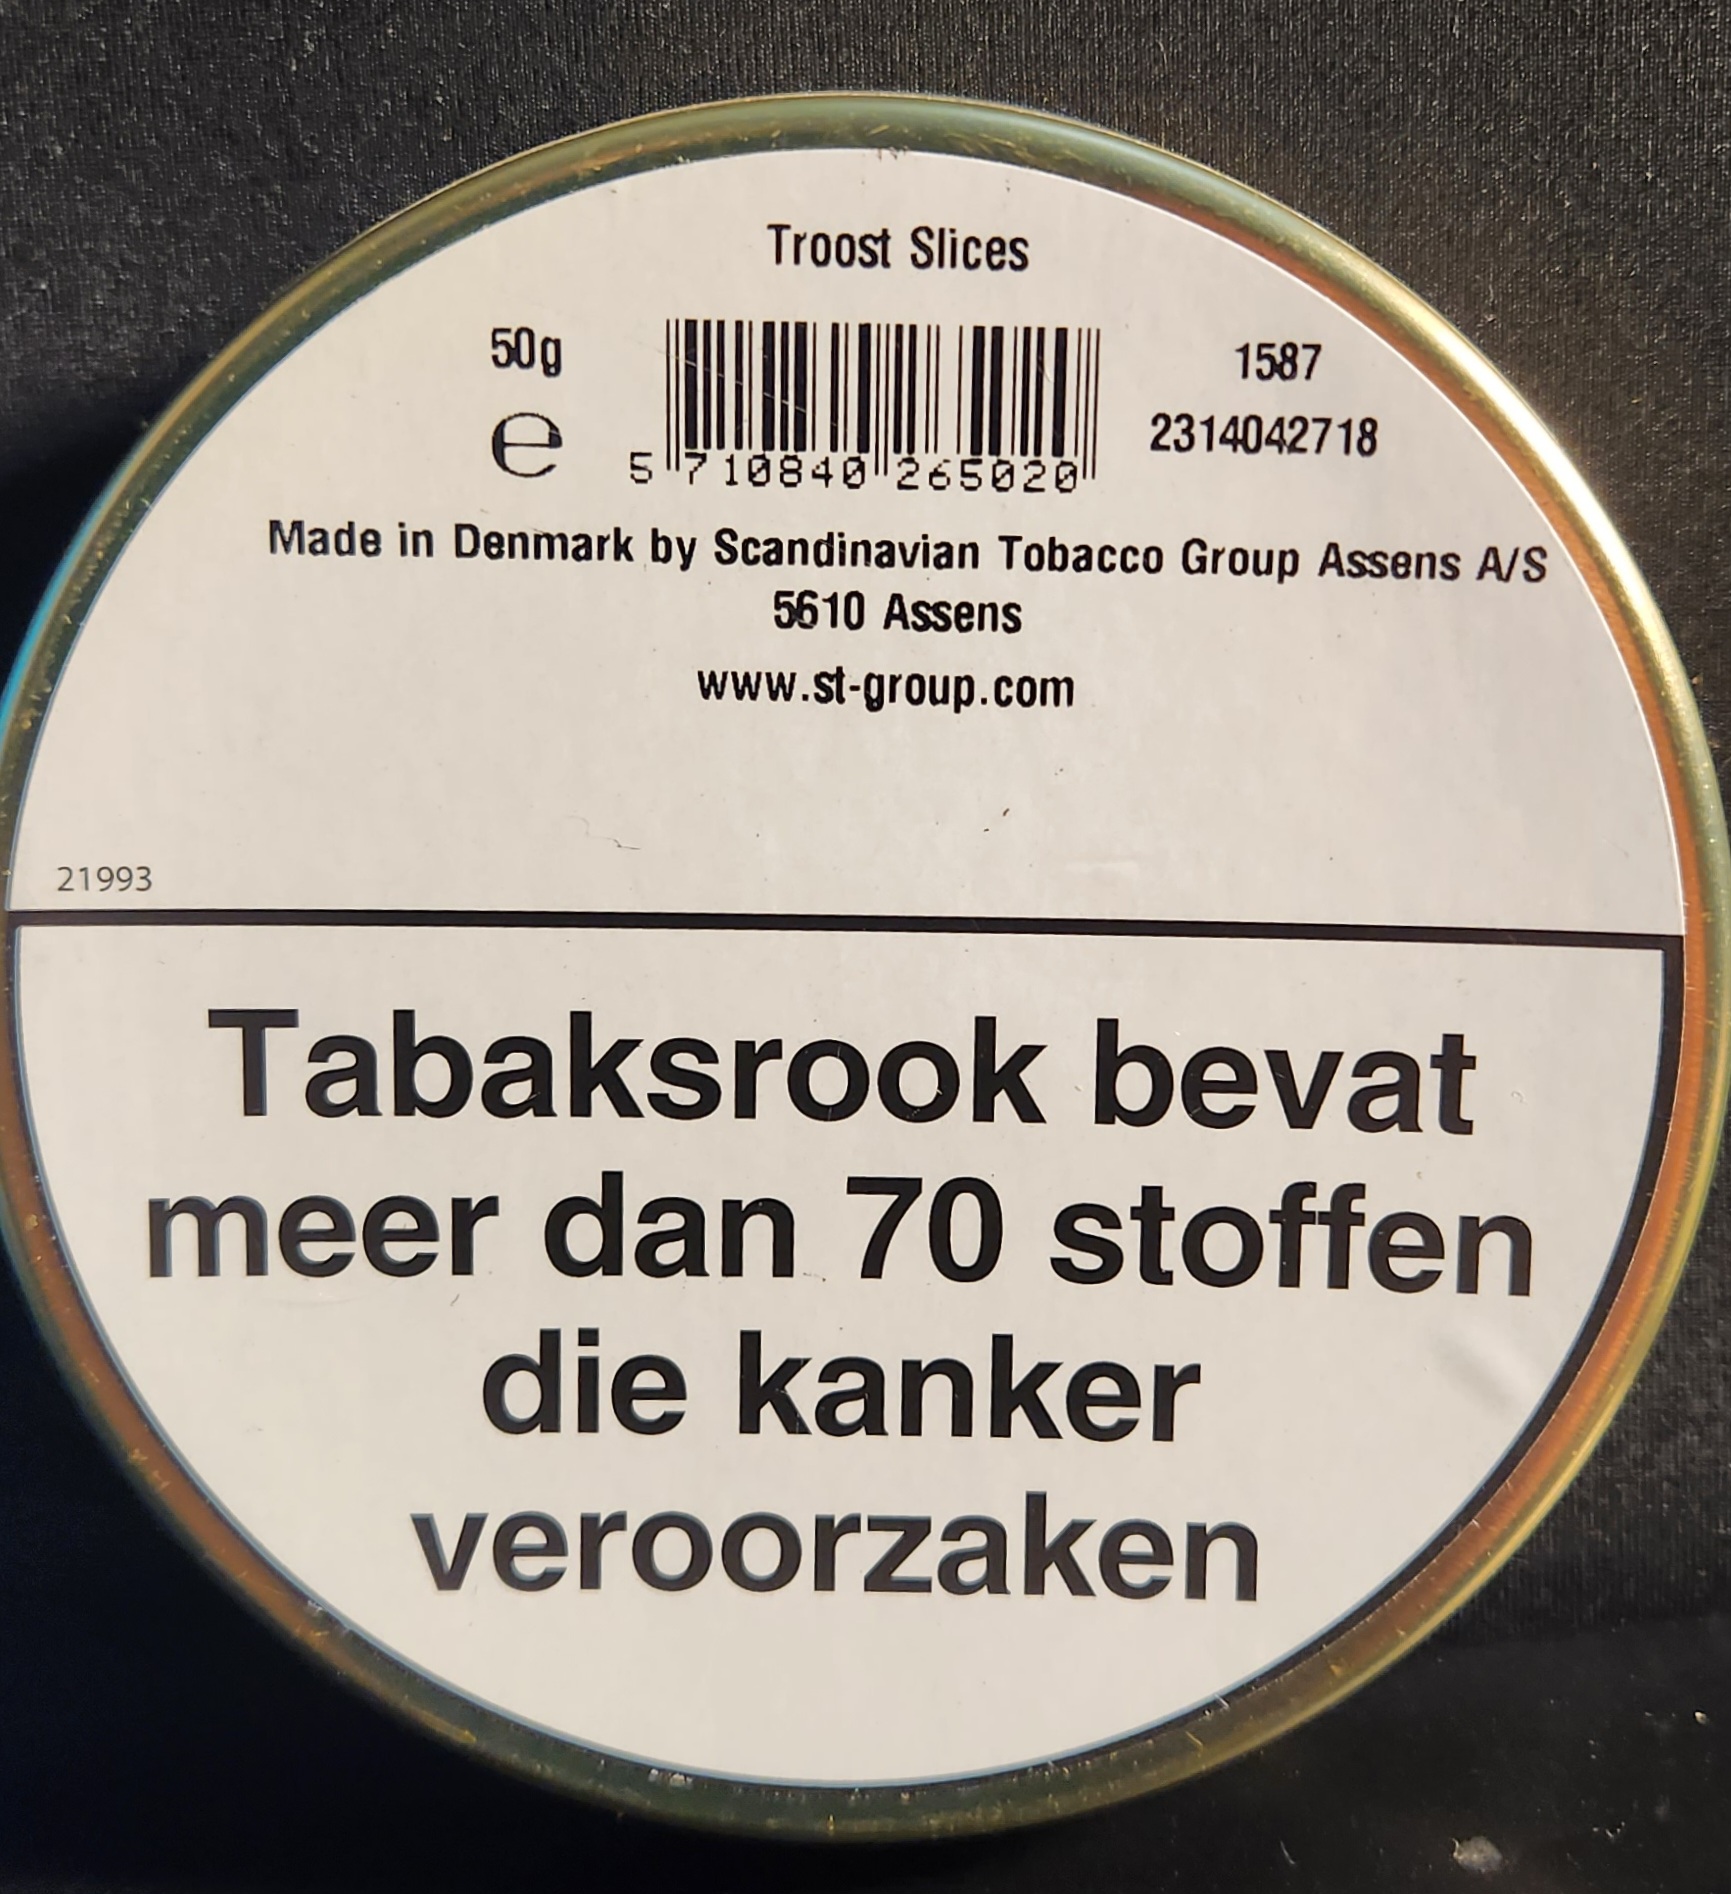 Troost Slices
50g
e
5 710840 265020
1587
2314042718
Made in Denmark by Scandinavian Tobacco Group Assens A/S
5610 Assens
www.st-group.com
21993
Tabaksrook bevat
meer dan 70 stoffen
die kanker
veroorzaken